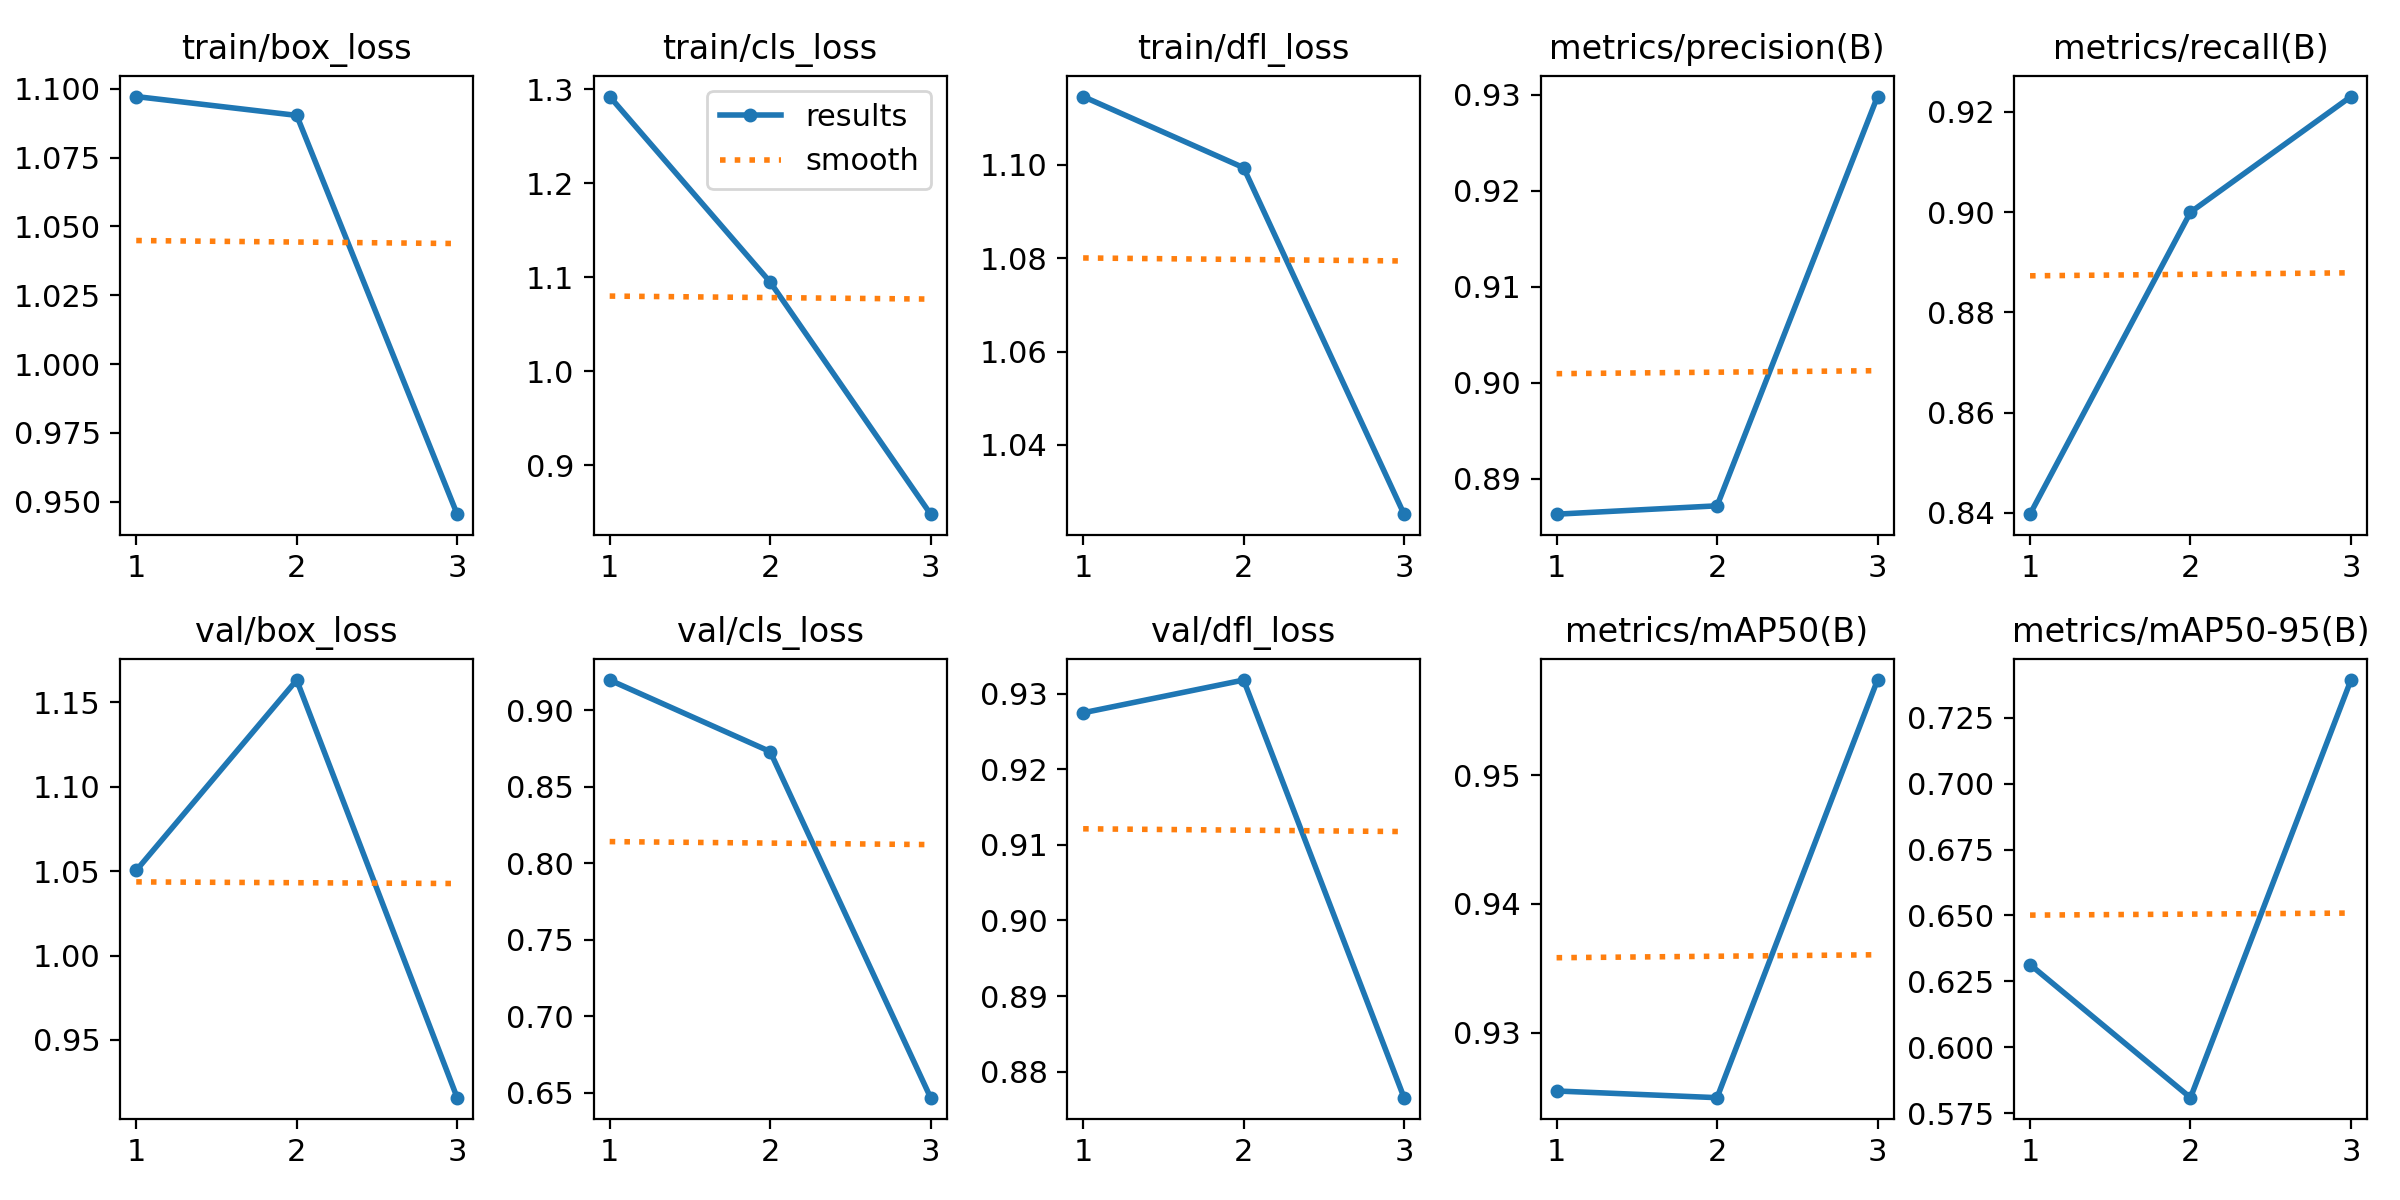 train/box_loss
1.100
1.075
1.050
1.025
1.000
0.975
0.950
1 2 3
train/cls_loss
results
smooth
1.3
1.2
1.1
1.0
0.9
1 2 3
train/dfl_loss
1.10
1.08
1.06
1.04
1 2 3
metrics/precision(B)
0.93
0.92
0.91
0.90
0.89
1 2 3
metrics/recall(B)
0.92
0.90
0.88
0.86
0.84
1 2 3
val/box_loss
1.15
1.10
1.05
1.00
0.95
1 2 3
val/cls_loss
0.90
0.85
0.80
0.75
0.70
0.65
1 2 3
val/dfl_loss
0.93
0.92
0.91
0.90
0.89
0.88
1 2 3
metrics/mAP50(B)
0.95
0.94
0.93
1 2 3
metrics/mAP50-95(B)
0.725
0.700
0.675
0.650
0.625
0.600
0.575
1 2 3